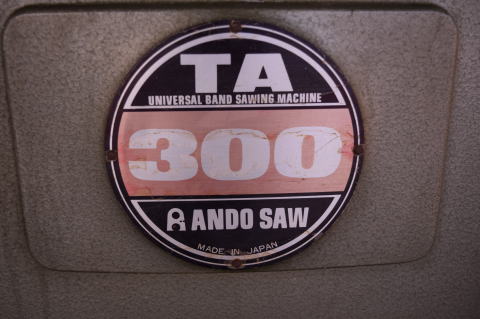 TA
UNIVERSAL BAND SAWING MACHINE
300
ANDO SAW
MADE IN JAPAN